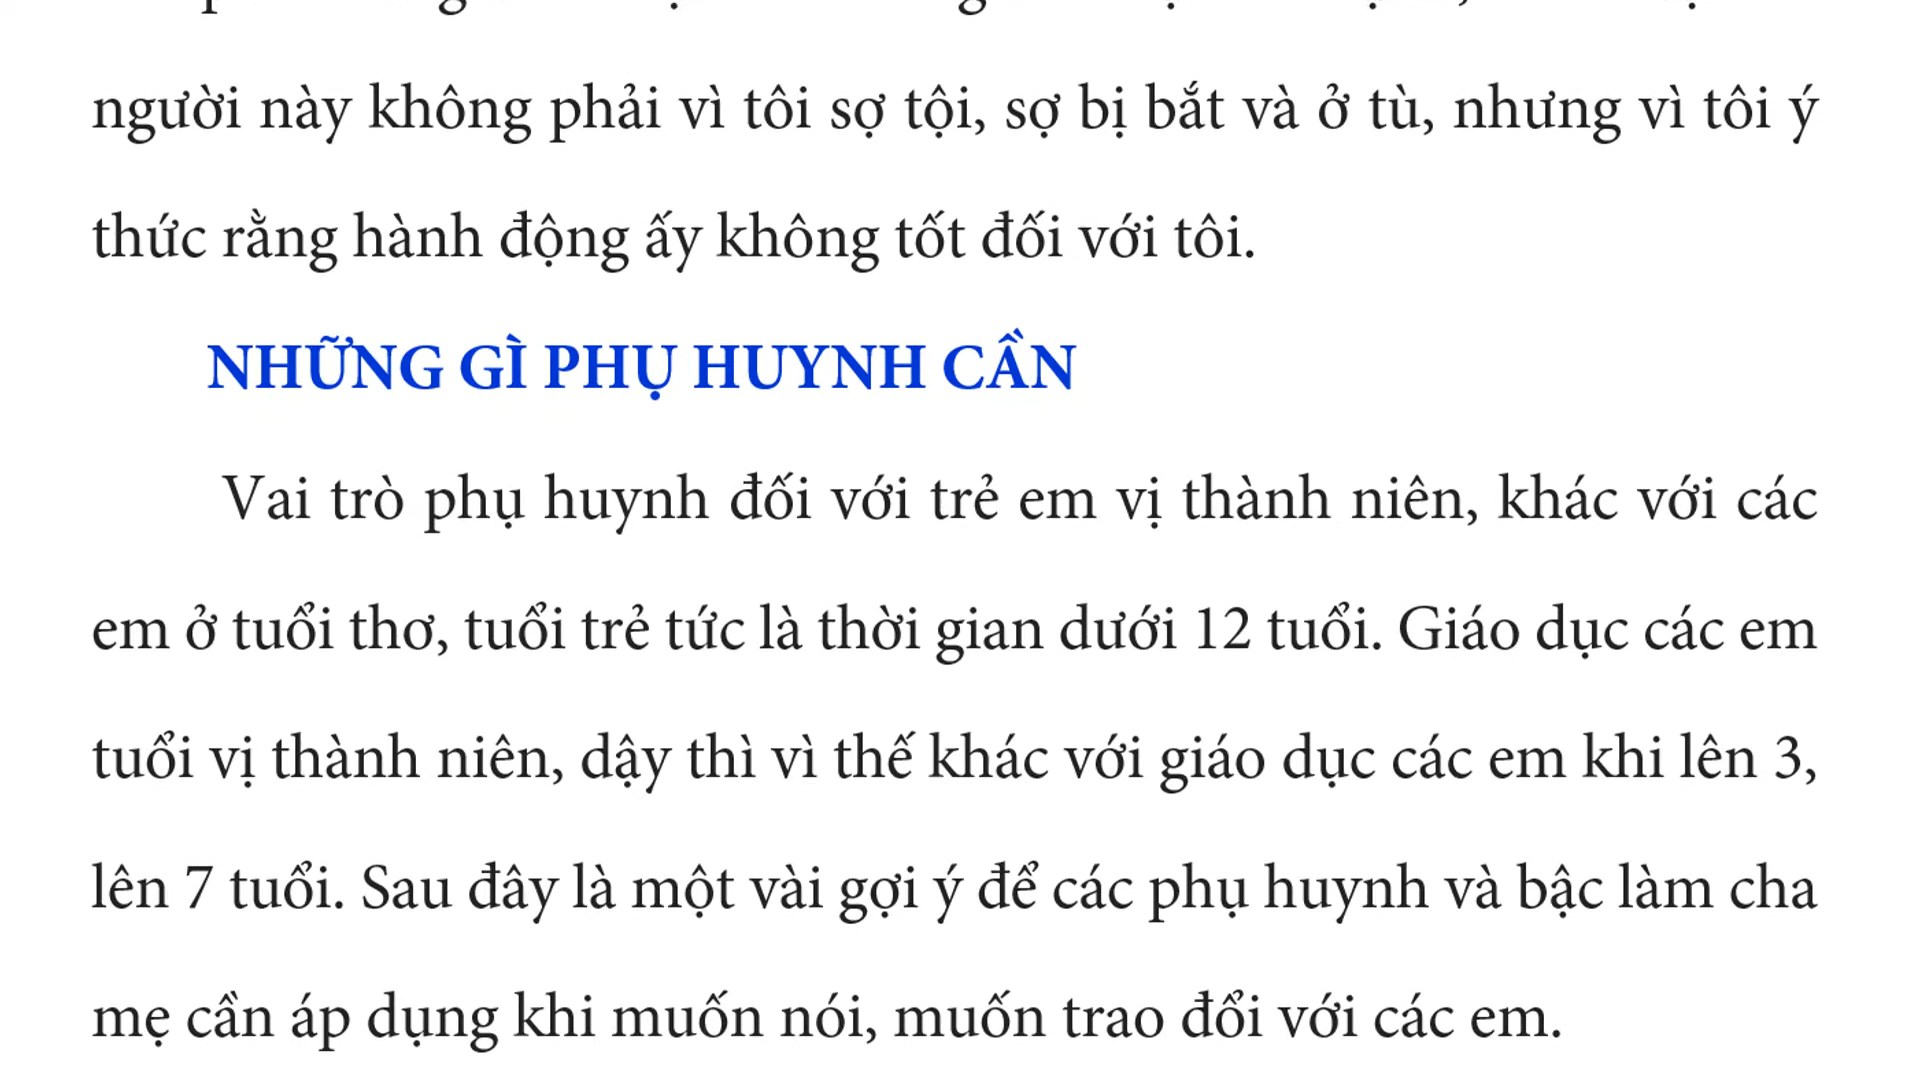 người này không phải vì tôi sợ tội, sợ bị bắt và ở tù, nhưng vì tôi ý
thức rằng hành động ấy không tốt đối với tôi.
NHỮNG GÌ PHỤ HUYNH CẦN
Vai trò phụ huynh đối với trẻ em vị thành niên, khác với các
em ở tuổi thơ, tuổi trẻ tức là thời gian dưới 12 tuổi. Giáo dục các em
tuổi vị thành niên, dậy thì vì thế khác với giáo dục các em khi lên 3,
lên 7 tuổi. Sau đây là một vài gợi ý để các phụ huynh và bậc làm cha
mẹ cần áp dụng khi muốn nói, muốn trao đổi với các em.